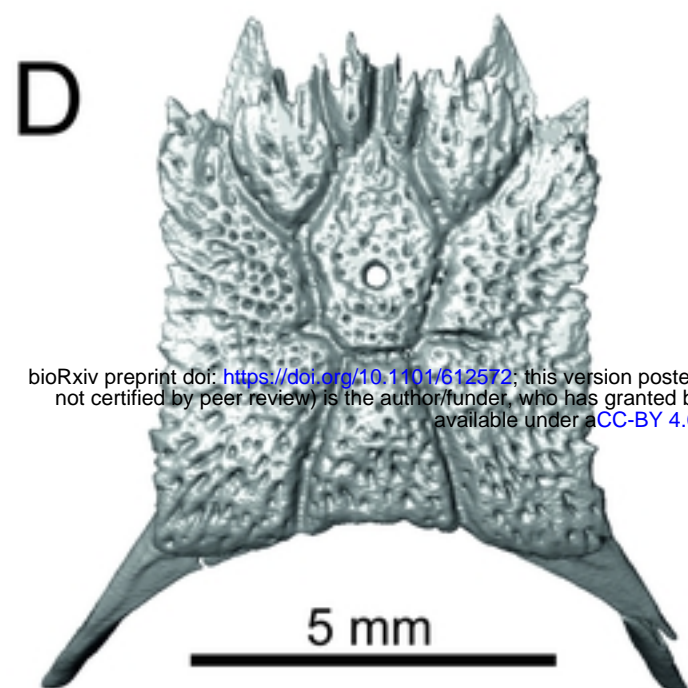 D
bioRxiv preprint doi: https://doi.org/10.1101/612572; this version poste
not certified by peer review) is the author/funder, who has granted b
available under aCC-BY 4.
5 mm